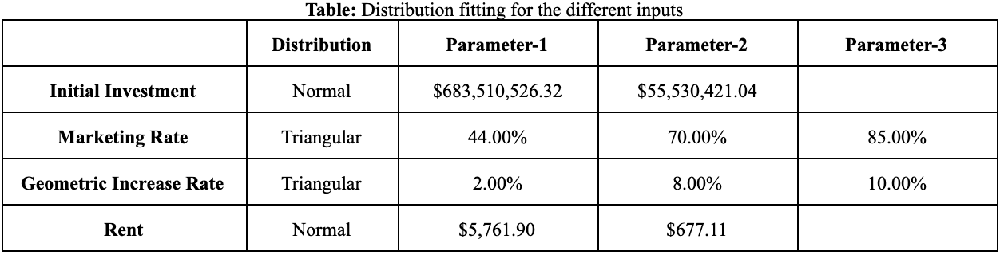 Table: Distribution fitting for the different inputs
Distribution Parameter-1 Parameter-2 Parameter-3
Initial Investment Normal $683,510,526.32 $55,530,421.04
Marketing Rate Triangular 44.00% 70.00% 85.00%
Geometric Increase Rate Triangular 2.00% 8.00% 10.00%
Rent Normal $5,761.90 $677.11